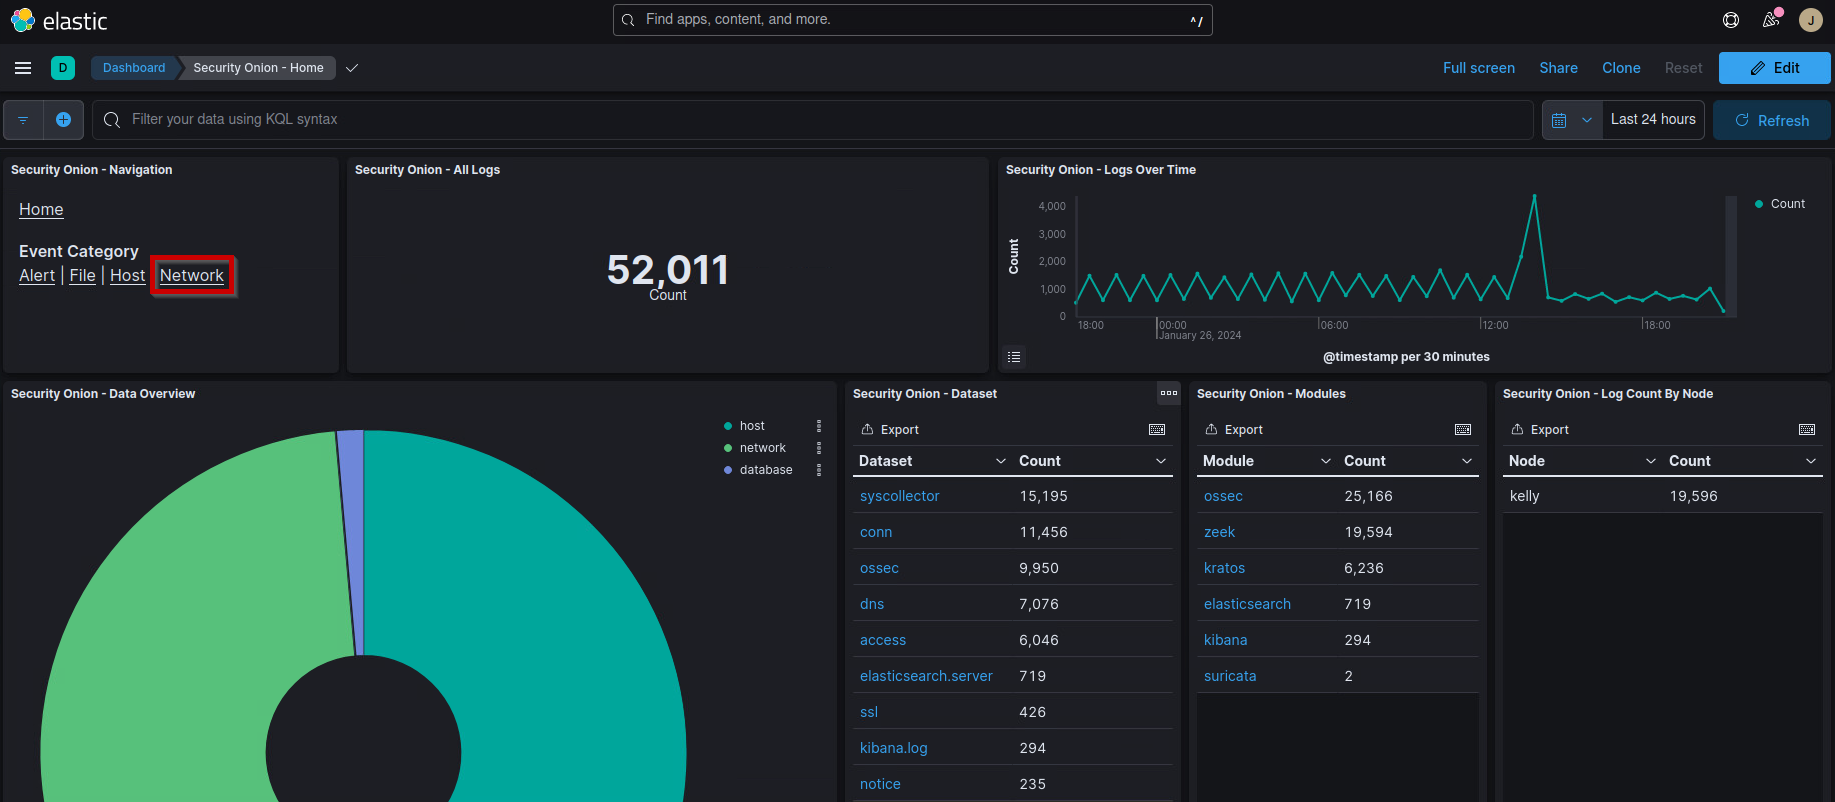 elastic
Find apps, content, and more.
^/
J
D
Dashboard
Security Onion - Home
Full screen
Share
Clone
Reset
Edit
Filter your data using KQL syntax
Last 24 hours
Refresh
Security Onion - Navigation
Home
Event Category
Alert | File | Host | Network
Security Onion - All Logs
52,011
Count
Security Onion - Logs Over Time
Count
4,000
3,000
2,000
1,000
0
18:00
00:00
January 26, 2024
06:00
12:00
18:00
@timestamp per 30 minutes
Count
Security Onion - Data Overview
host
network
database
Security Onion - Dataset
Export
Dataset Count
syscollector 15,195
conn 11,456
ossec 9,950
dns 7,076
access 6,046
elasticsearch.server 719
ssl 426
kibana.log 294
notice 235
Security Onion - Modules
Export
Module Count
ossec 25,166
zeek 19,594
kratos 6,236
elasticsearch 719
kibana 294
suricata 2
Security Onion - Log Count By Node
Export
Node Count
kelly 19,596